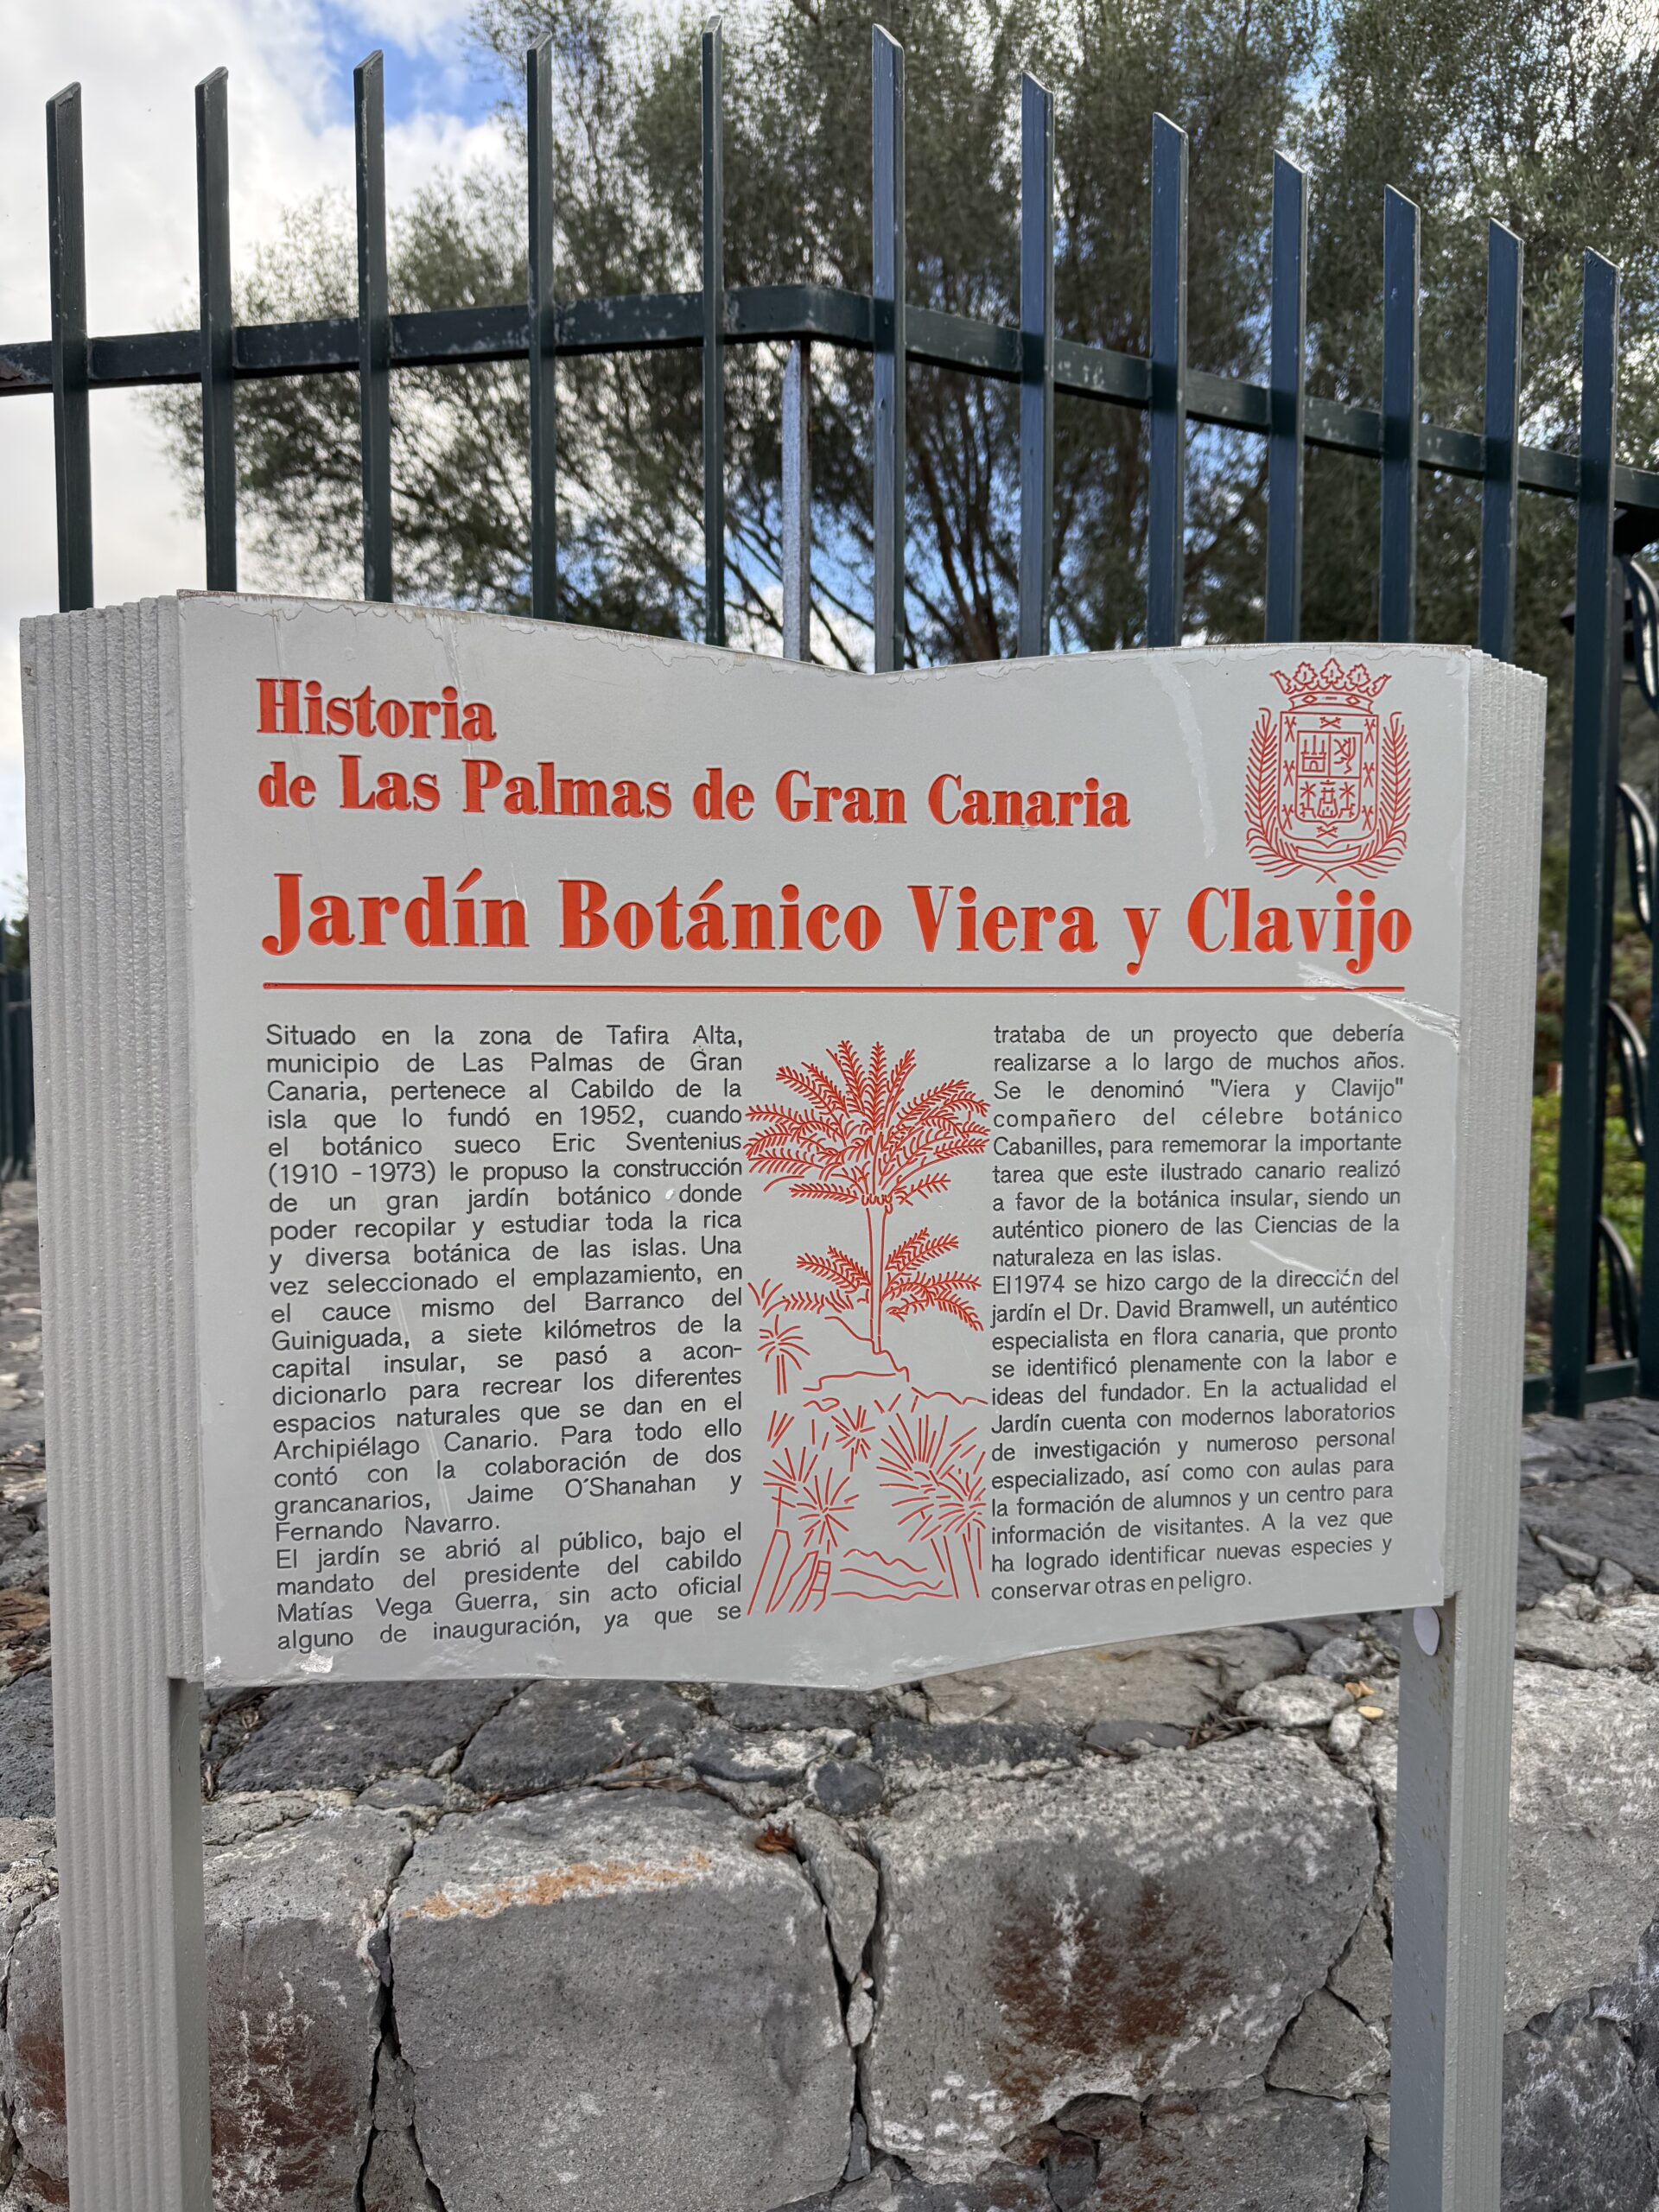 Historia
de Las Palmas de Gran Canaria
Jardín Botánico Viera y Clavijo
Situado en la zona de Tafira Alta,
municipio de Las Palmas de Gran
Canaria, pertenece al Cabildo de la
isla que lo fundó en 1952, cuando
el botánico sueco Eric Sventenius
(1910 - 1973) le propuso la construcción
de un gran jardín botánico donde
poder recopilar y estudiar toda la rica
y diversa botánica de las islas. Una
vez seleccionado el emplazamiento, en
el cauce mismo del Barranco del
Guiniguada, a siete kilómetros de la
capital insular, se pasó a acon-
dicionarlo para recrear los diferentes
espacios naturales que se dan en el
Archipiélago Canario. Para todo ello
contó con la colaboración de dos
grancanarios, Jaime O´Shanahan y
Fernando Navarro.
El jardín se abrió al público, bajo el
mandato del presidente del cabildo
Matías Vega Guerra, sin acto oficial
alguno de inauguración, ya que se
trataba de un proyecto que debería
realizarse a lo largo de muchos años.
Se le denominó "Viera y Clavijo"
compañero del célebre botánico
Cabanilles, para rememorar la importante
tarea que este ilustrado canario realizó
a favor de la botánica insular, siendo un
auténtico pionero de las Ciencias de la
naturaleza en las islas.
El1974 se hizo cargo de la dirección del
jardín el Dr. David Bramwell, un auténtico
especialista en flora canaria, que pronto
se identificó plenamente con la labor e
ideas del fundador. En la actualidad el
Jardín cuenta con modernos laboratorios
de investigación y numeroso personal
especializado, así como con aulas para
la formación de alumnos y un centro para
información de visitantes. A la vez que
ha logrado identificar nuevas especies y
conservar otras en peligro.